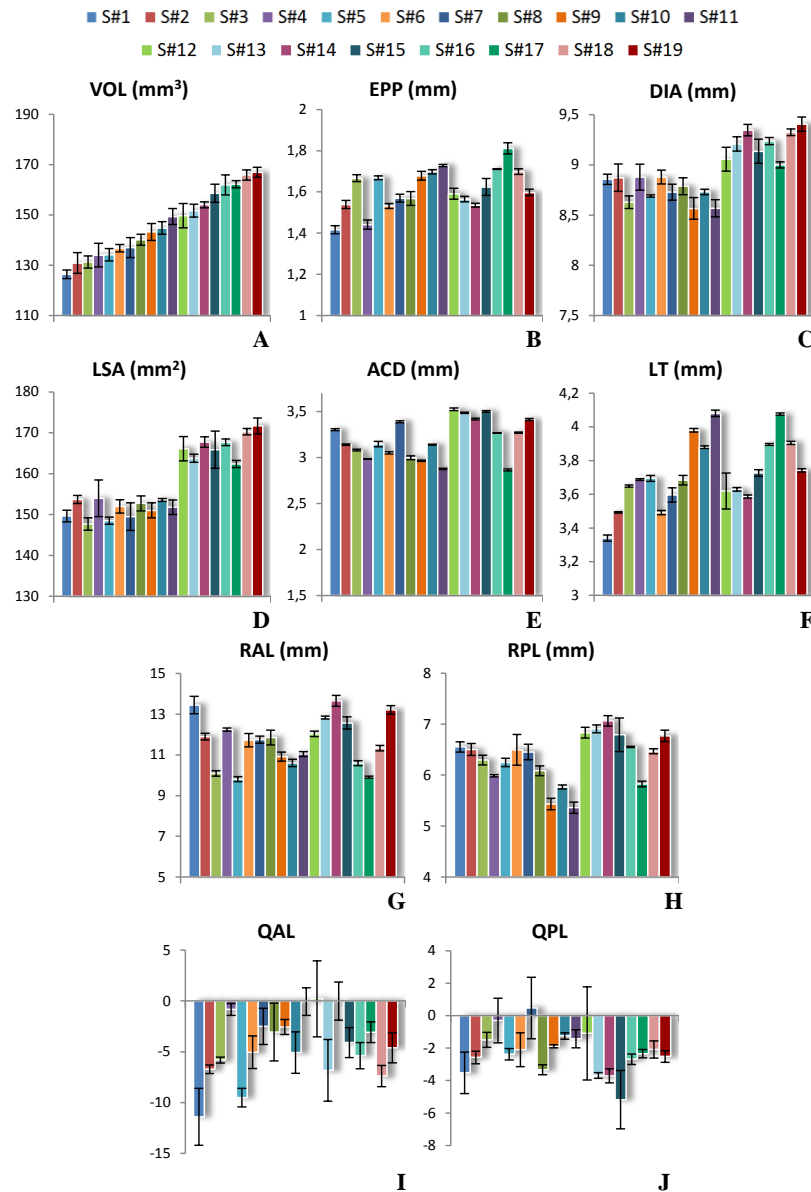 S#1 S#2 S#3 S#4 S#5 S#6 S#7 S#8 S#9 S#10 S#11
S#12 S#13 S#14 S#15 S#16 S#17 S#18 S#19
VOL (mm³) EPP (mm) DIA (mm)
190 2 9,5
1,8
170 9
1,6
150 8,5
1,4
130 8
1,2
110 1 7,5
A B C
LSA (mm²) ACD (mm) LT (mm)
180 4,2
170 3,5 4
160 3 3,8
150 2,5 3,6
140 2 3,4
3,2
130 1,5 3
D E F
RAL (mm) RPL (mm)
15 8
13 7
11
6
9
7 5
5 4
G H
QAL QPL
5 4
2
0 0
-5 -2
-4
-10
-6
-15 -8
I J